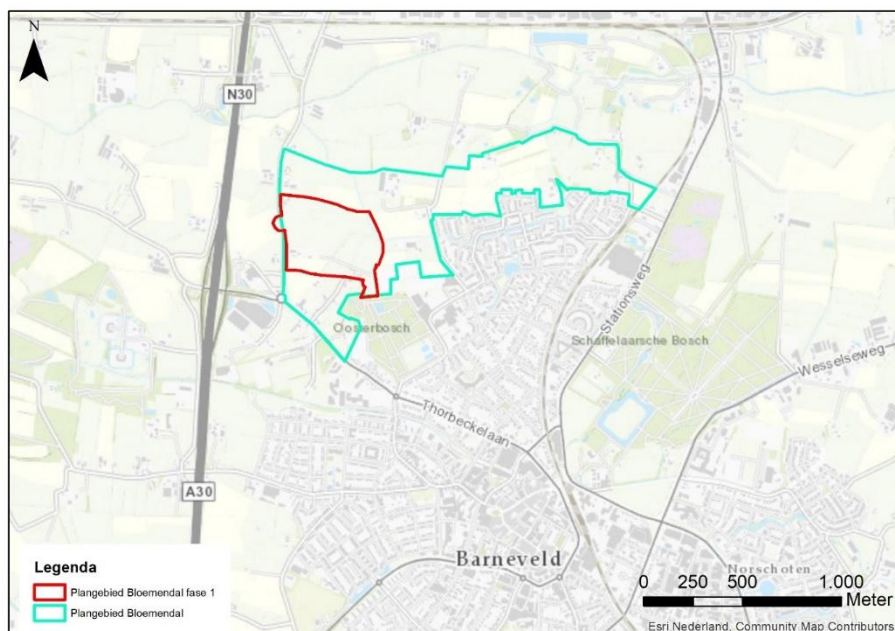 N
N30
Oosterbosch
Stationsweg
Schaffelaarsche Bosch
Wesselseweg
Thorbeckelaan
A30
Barneveld
Norschoten
Legenda
Plangebied Bloemendal fase 1
Plangebied Bloemendal
0 250 500 1.000
Meter
Esri Nederland, Community Map Contributors